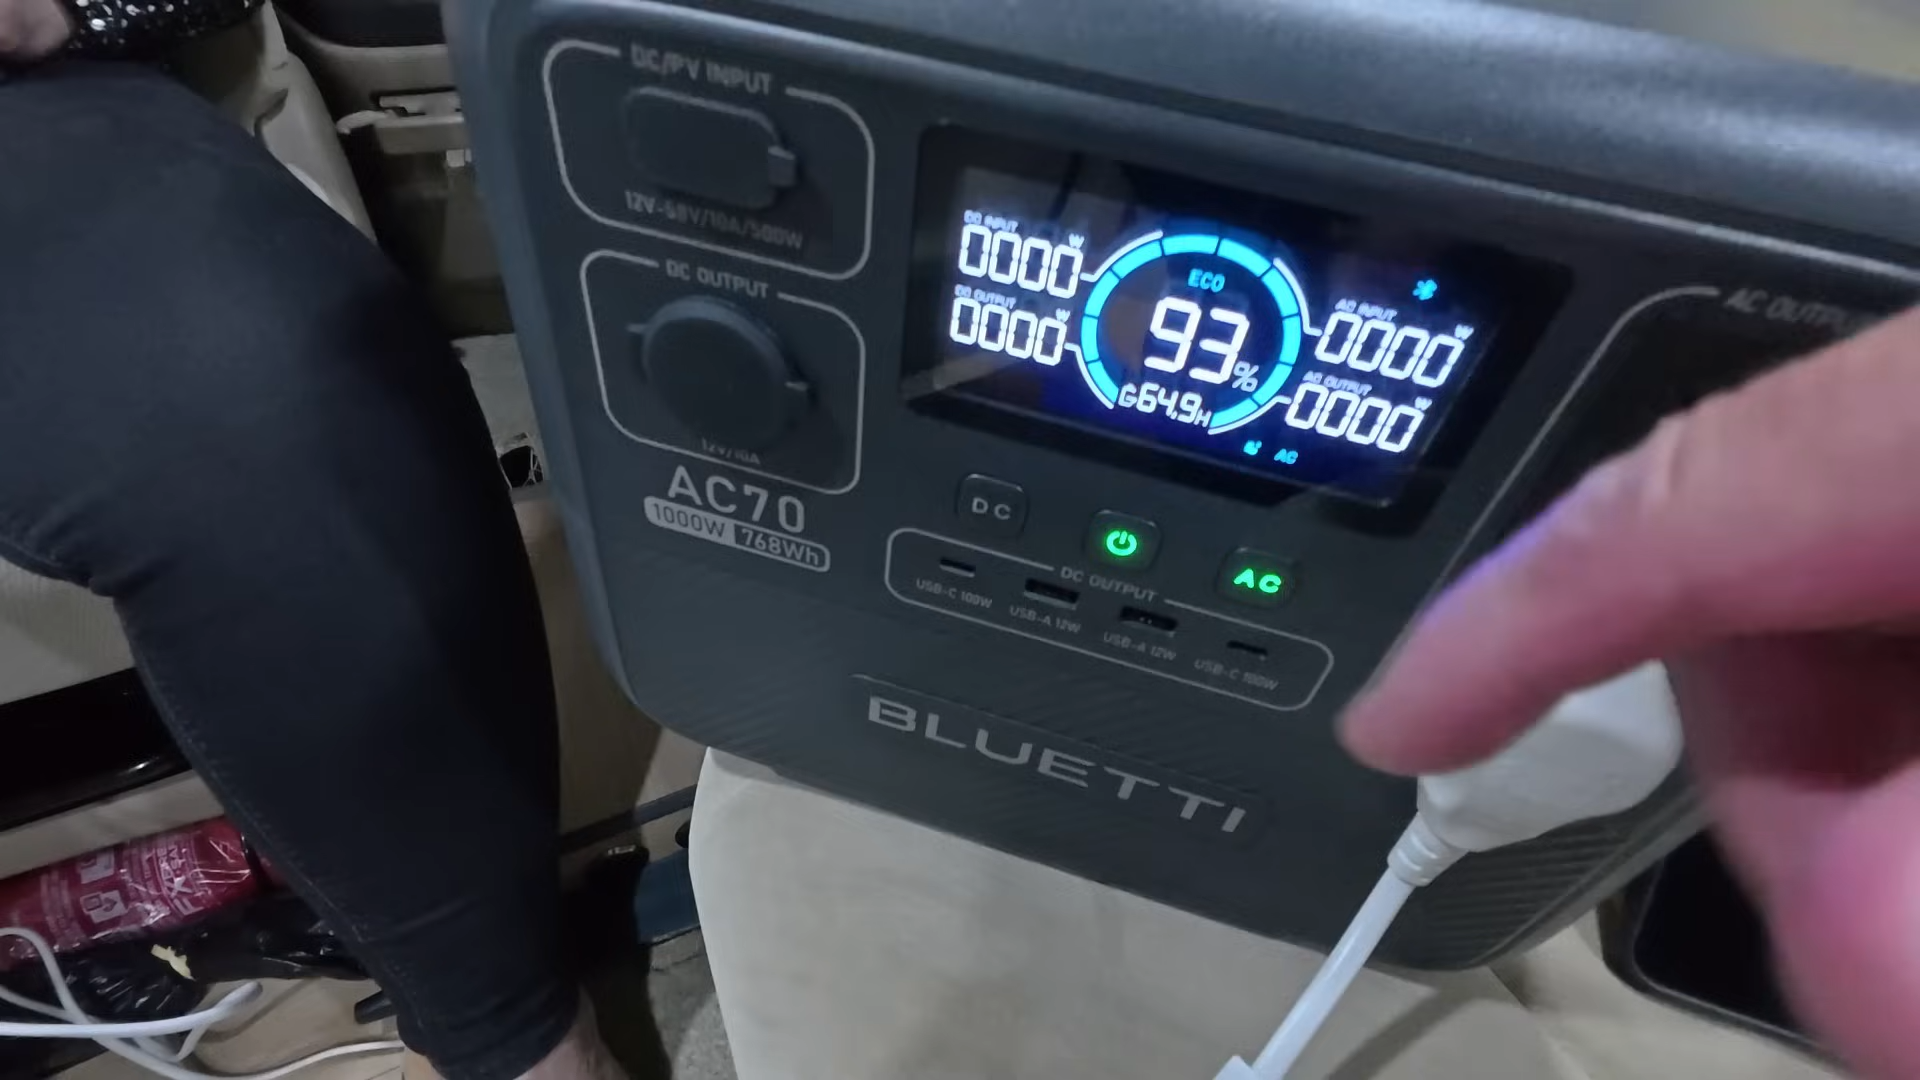 DC/PV INPUT
12V-58V/10A/500W
DC OUTPUT
12V/10A
AC70
1000W 768Wh
DC INPUT
0000 W
DC OUTPUT
0000 W
ECO
93%
64.9H
AC INPUT
0000 W
AC OUTPUT
0000 W
AC
AC OUTPUT
DC
AC
DC OUTPUT
USB-C 100W
USB-A 12W
USB-A 12W
USB-C 100W
BLUETTI